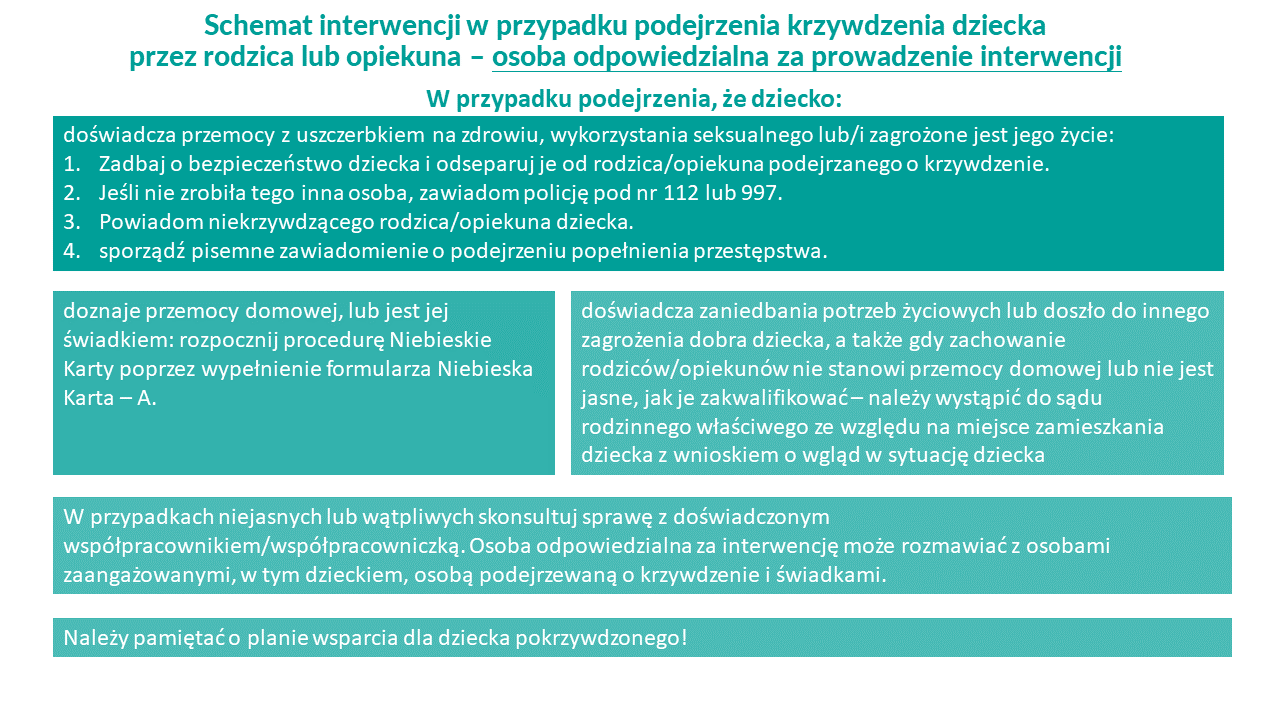 Schemat interwencji w przypadku podejrzenia krzywdzenia dziecka
przez rodzica lub opiekuna – osoba odpowiedzialna za prowadzenie interwencji
W przypadku podejrzenia, że dziecko:
doświadcza przemocy z uszczerbkiem na zdrowiu, wykorzystania seksualnego lub/i zagrożone jest jego życie:
1. Zadbaj o bezpieczeństwo dziecka i odseparuj je od rodzica/opiekuna podejrzanego o krzywdzenie.
2. Jeśli nie zrobiła tego inna osoba, zawiadom policję pod nr 112 lub 997.
3. Powiadom niekrzywdzącego rodzica/opiekuna dziecka.
4. sporządź pisemne zawiadomienie o podejrzeniu popełnienia przestępstwa.
doznaje przemocy domowej, lub jest jej
świadkiem: rozpocznij procedurę Niebieskie
Karty poprzez wypełnienie formularza Niebieska
Karta – A.
doświadcza zaniedbania potrzeb życiowych lub doszło do innego
zagrożenia dobra dziecka, a także gdy zachowanie
rodziców/opiekunów nie stanowi przemocy domowej lub nie jest
jasne, jak je zakwalifikować – należy wystąpić do sądu
rodzinnego właściwego ze względu na miejsce zamieszkania
dziecka z wnioskiem o wgląd w sytuację dziecka
W przypadkach niejasnych lub wątpliwych skonsultuj sprawę z doświadczonym
współpracownikiem/współpracowniczką. Osoba odpowiedzialna za interwencję może rozmawiać z osobami
zaangażowanymi, w tym dzieckiem, osobą podejrzewaną o krzywdzenie i świadkami.
Należy pamiętać o planie wsparcia dla dziecka pokrzywdzonego!